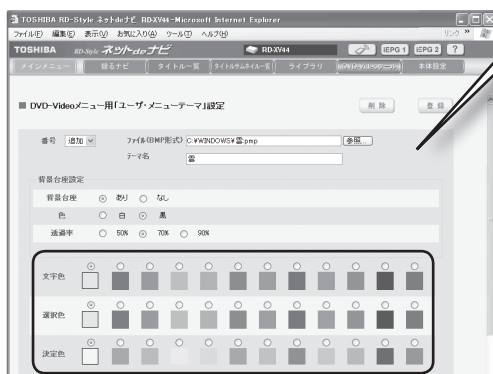 TOSHIBA RD-Style ネットdeナビ RD-XV44-Microsoft Internet Explorer
ファイル(F) 編集(E) 表示(V) お気に入り(A) ツール(T) ヘルプ(H) リンク »
TOSHIBA RD-Style ネットdeナビ RD-XV44 iEPG 1 iEPG 2 ?
メインメニュー 録るナビ タイトル一覧 タイトルサムネイル一覧 ライブラリ 本体設定
DVD-Videoメニュー用「ユーザ・メニューテーマ」設定 削除 登録
番号 追加 ファイル(BMP形式) C:¥WINDOWS¥雲:pmp 参照...
テーマ名 雲
背景台座設定
背景台座 あり なし
色 白 黒
透過率 50% 70% 90%
文字色
選択色
決定色